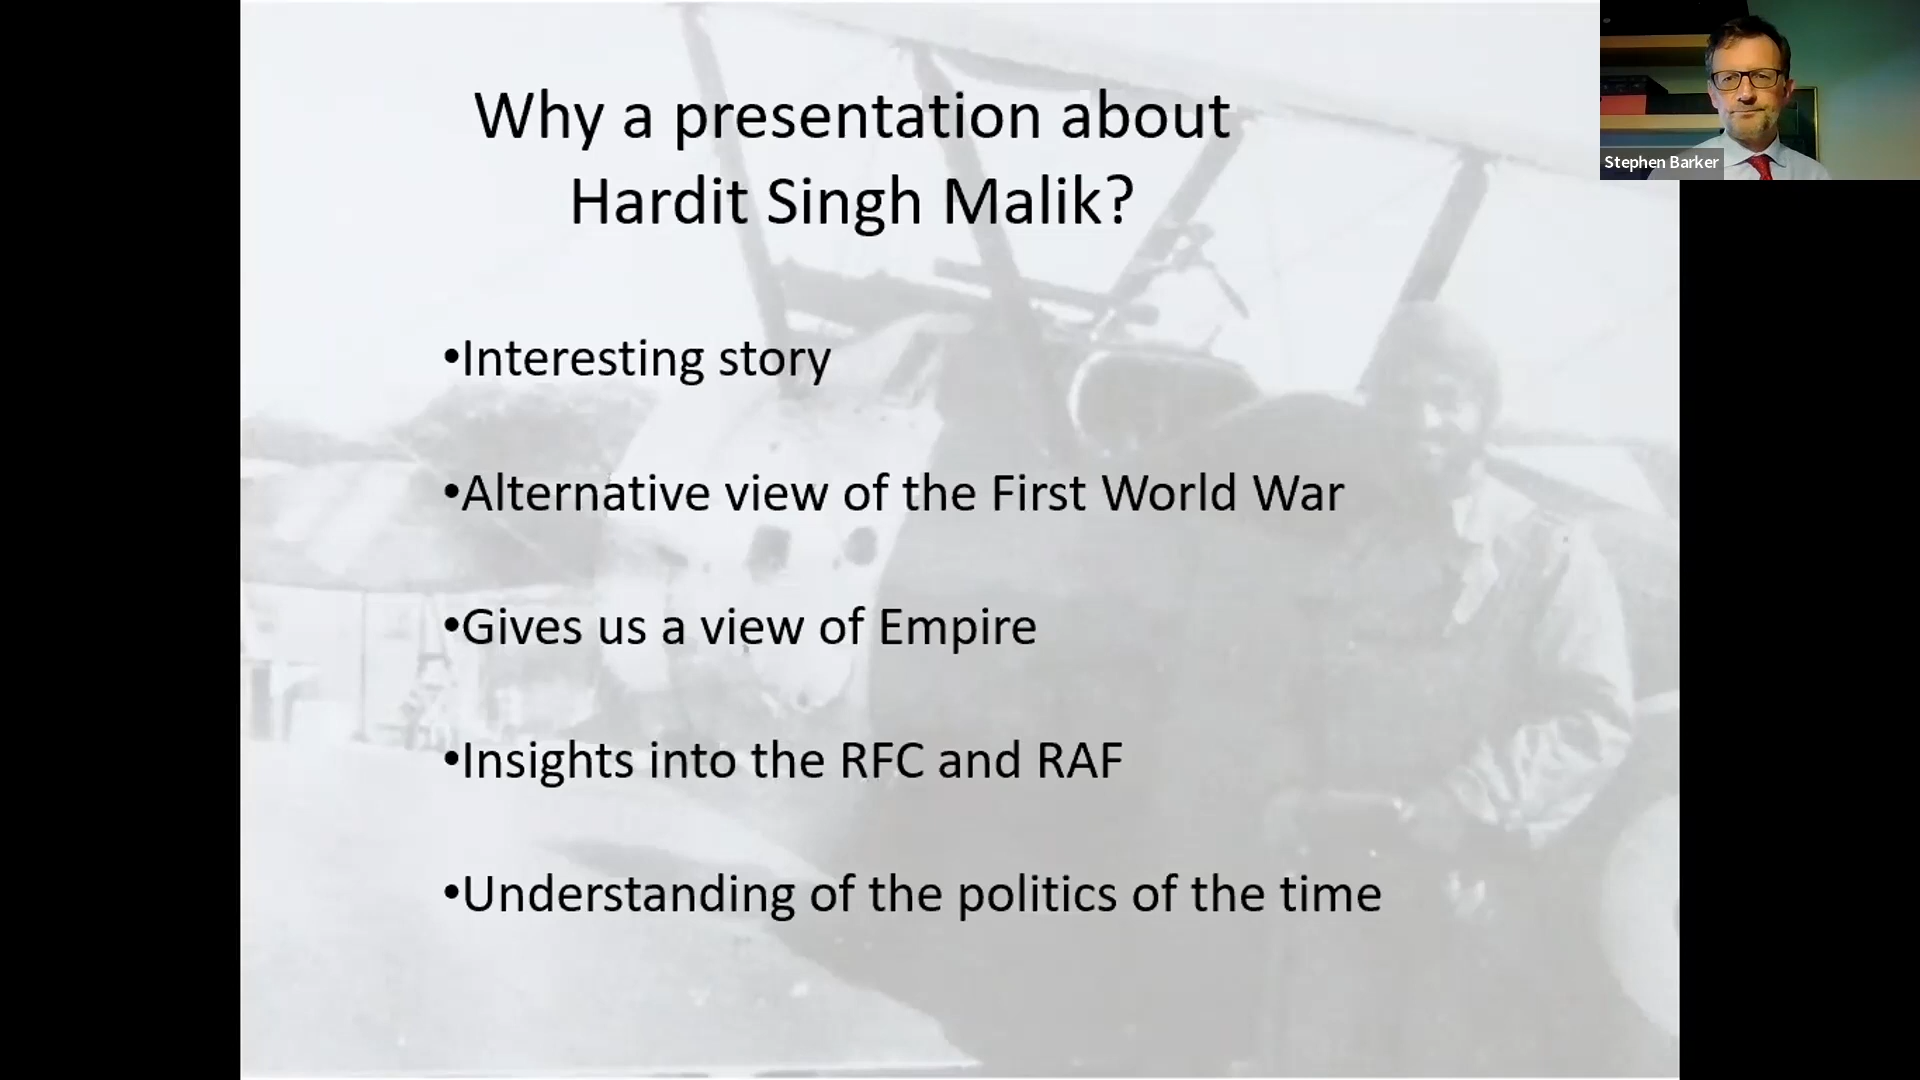 Why a presentation about
Hardit Singh Malik?
•Interesting story
•Alternative view of the First World War
•Gives us a view of Empire
•Insights into the RFC and RAF
•Understanding of the politics of the time
Stephen Barker